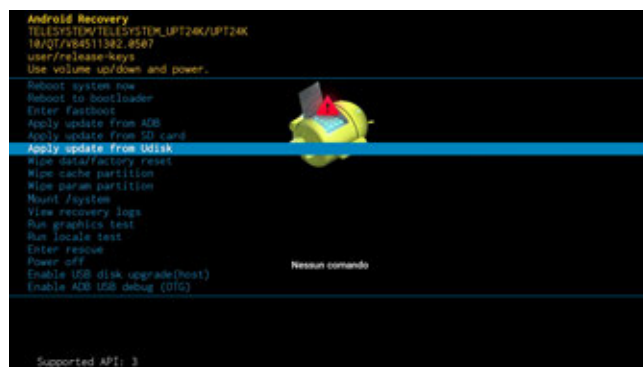 Android Recovery
TELESYSTEM/TELESYSTEM_UPT24K/UPT24K
10/QT/V84511302.0507
user/release-keys
Use volume up/down and power.
Reboot system now
Reboot to bootloader
Enter fastboot
Apply update from ADB
Apply update from SD card
Apply update from Udisk
Wipe data/factory reset
Wipe cache partition
Wipe param partition
Mount /system
View recovery logs
Run graphics test
Run locale test
Enter rescue
Power off
Nessun comando
Enable USB disk upgrade(host)
Enable ADB USB debug (OTG)
Supported API: 3